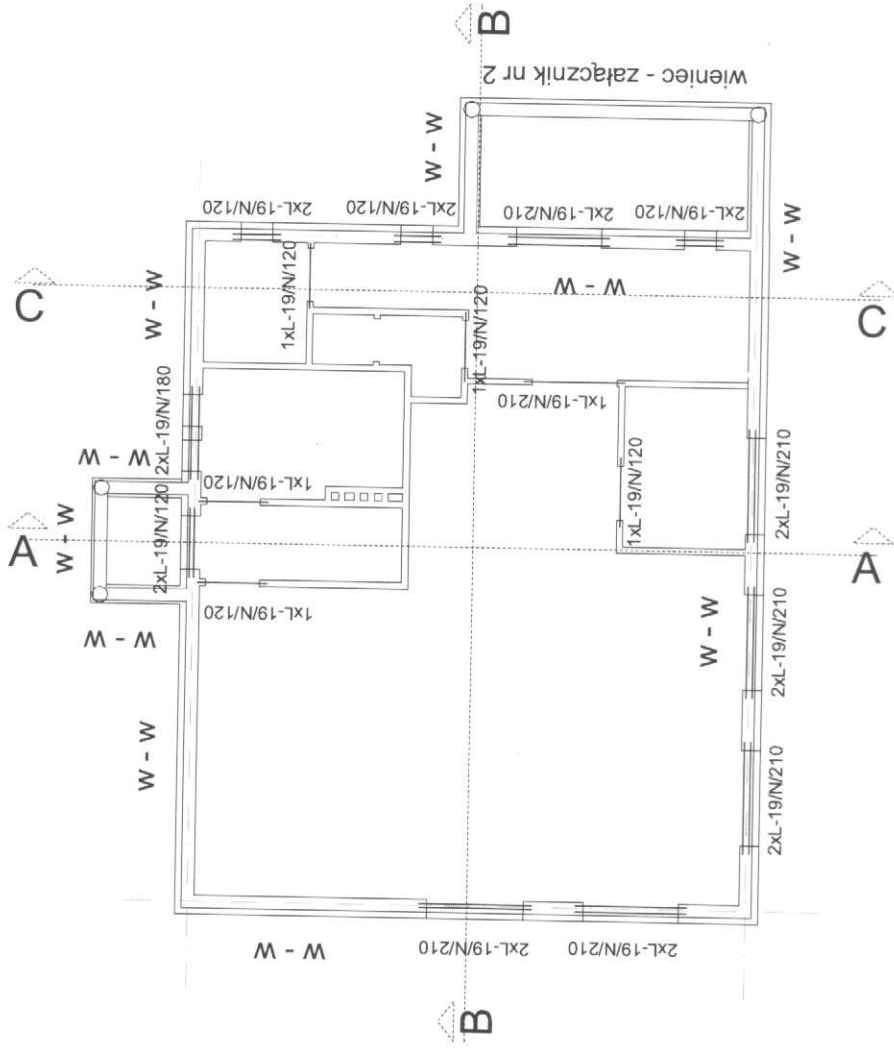 B
wieniec - załącznik nr 2
W - W
2xL-19/N/120
2xL-19/N/120
2xL-19/N/210
2xL-19/N/120
W - W
W - W
C
1xL-19/N/120
W - W
C
1xL-19/N/120
2xL-19/N/180
1xL-19/N/210
W - W
1xL-19/N/120
1xL-19/N/120
2xL-19/N/210
A
W - W
2xL-19/N/120
A
1xL-19/N/120
W - W
W - W
2xL-19/N/210
W - W
2xL-19/N/210
W - W
2xL-19/N/210
2xL-19/N/210
B